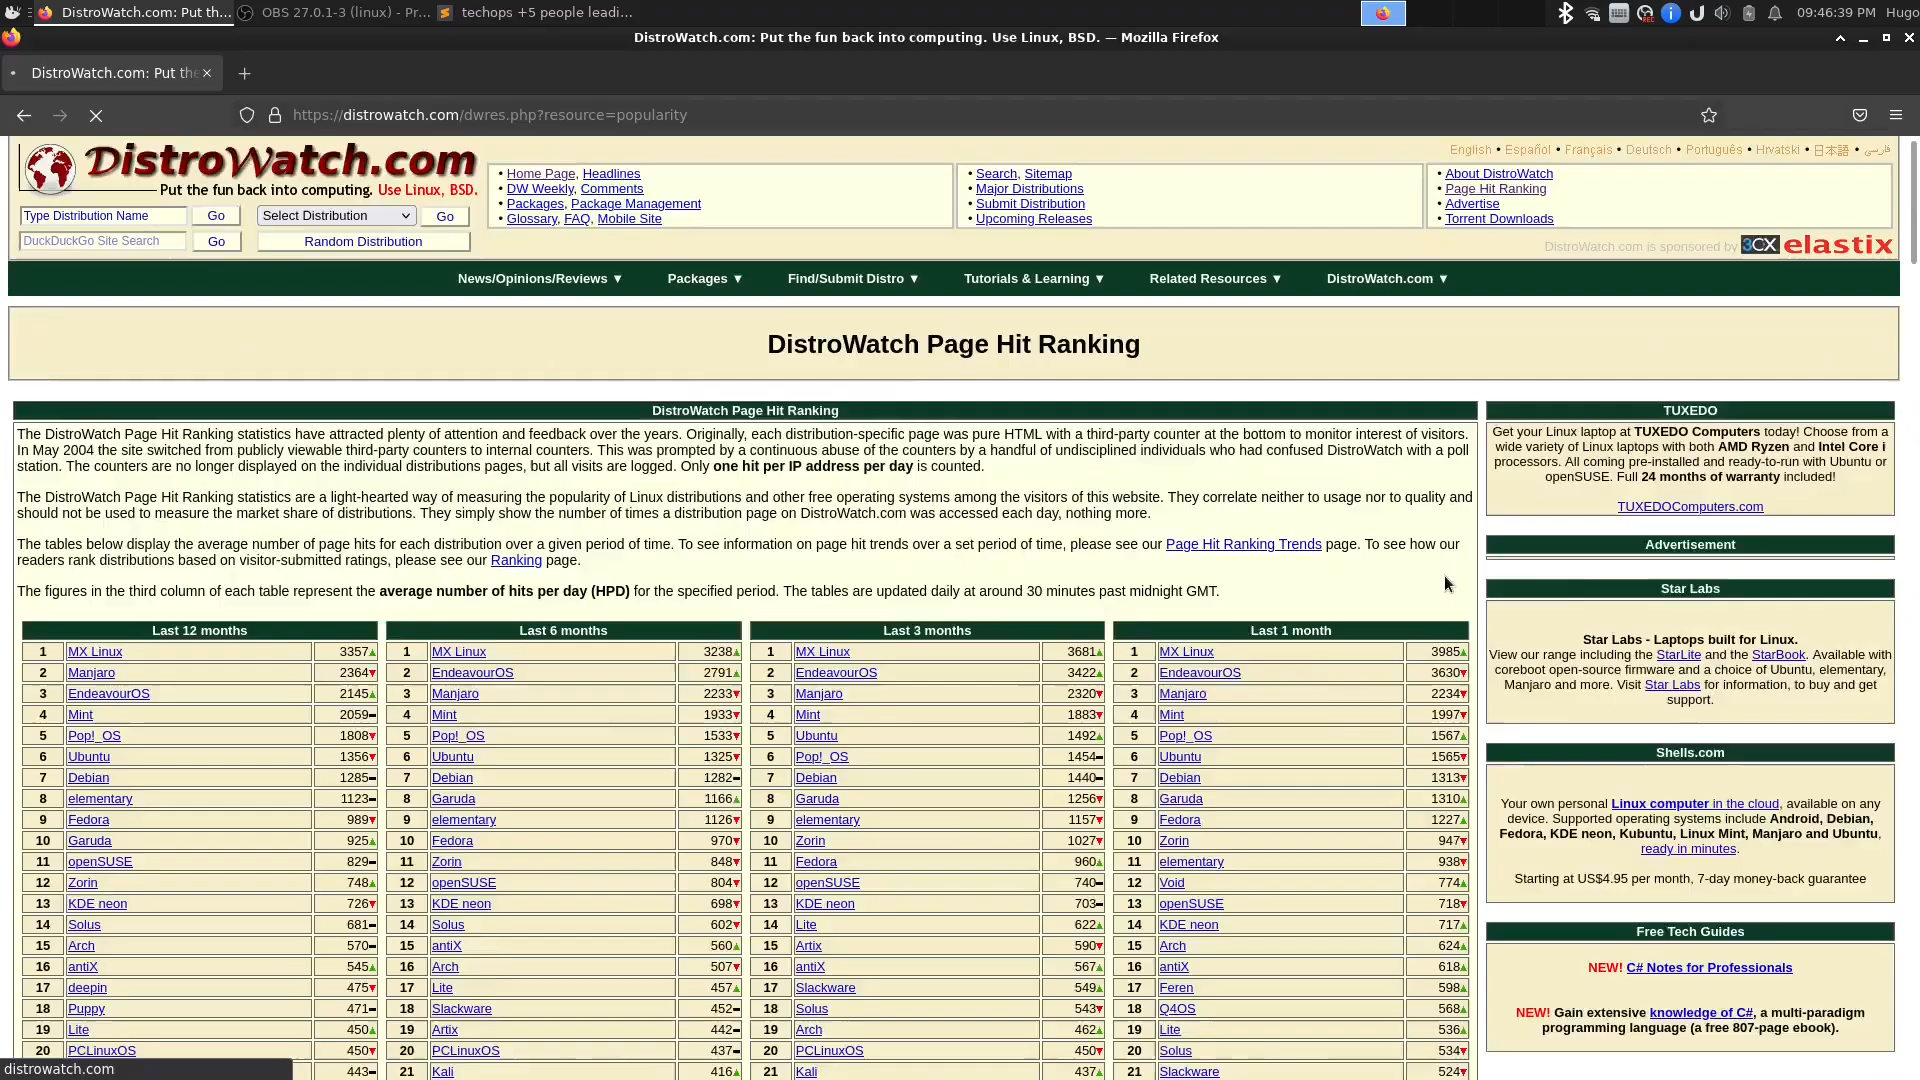 DistroWatch.com: Put th...
OBS 27.0.1-3 (linux) - Pr...
techops +5 people leadi...
09:46:39 PM
Hugo
DistroWatch.com: Put the fun back into computing. Use Linux, BSD. — Mozilla Firefox
DistroWatch.com: Put the
https://distrowatch.com/dwres.php?resource=popularity
DistroWatch.com
Put the fun back into computing. Use Linux, BSD.
Type Distribution Name Go Select Distribution Go
DuckDuckGo Site Search Go Random Distribution
• Home Page, Headlines
• DW Weekly, Comments
• Packages, Package Management
• Glossary, FAQ, Mobile Site
• Search, Sitemap
• Major Distributions
• Submit Distribution
• Upcoming Releases
English • Español • Français • Deutsch • Português • Hrvatski • 日本語 • فارسی
• About DistroWatch
• Page Hit Ranking
• Advertise
• Torrent Downloads
DistroWatch.com is sponsored by 3CX elastix
News/Opinions/Reviews ▼ Packages ▼ Find/Submit Distro ▼ Tutorials & Learning ▼ Related Resources ▼ DistroWatch.com ▼
DistroWatch Page Hit Ranking
DistroWatch Page Hit Ranking
The DistroWatch Page Hit Ranking statistics have attracted plenty of attention and feedback over the years. Originally, each distribution-specific page was pure HTML with a third-party counter at the bottom to monitor interest of visitors.
In May 2004 the site switched from publicly viewable third-party counters to internal counters. This was prompted by a continuous abuse of the counters by a handful of undisciplined individuals who had confused DistroWatch with a poll
station. The counters are no longer displayed on the individual distributions pages, but all visits are logged. Only one hit per IP address per day is counted.
The DistroWatch Page Hit Ranking statistics are a light-hearted way of measuring the popularity of Linux distributions and other free operating systems among the visitors of this website. They correlate neither to usage nor to quality and
should not be used to measure the market share of distributions. They simply show the number of times a distribution page on DistroWatch.com was accessed each day, nothing more.
The tables below display the average number of page hits for each distribution over a given period of time. To see information on page hit trends over a set period of time, please see our Page Hit Ranking Trends page. To see how our
readers rank distributions based on visitor-submitted ratings, please see our Ranking page.
The figures in the third column of each table represent the average number of hits per day (HPD) for the specified period. The tables are updated daily at around 30 minutes past midnight GMT.
Last 12 months
1 MX Linux 3357
2 Manjaro 2364
3 EndeavourOS 2145
4 Mint 2059
5 Pop!_OS 1808
6 Ubuntu 1356
7 Debian 1285
8 elementary 1123
9 Fedora 989
10 Garuda 925
11 openSUSE 829
12 Zorin 748
13 KDE neon 726
14 Solus 681
15 Arch 570
16 antiX 545
17 deepin 475
18 Puppy 471
19 Lite 450
20 PCLinuxOS 450
443
Last 6 months
1 MX Linux 3238
2 EndeavourOS 2791
3 Manjaro 2233
4 Mint 1933
5 Pop!_OS 1533
6 Ubuntu 1325
7 Debian 1282
8 Garuda 1166
9 elementary 1126
10 Fedora 970
11 Zorin 848
12 openSUSE 804
13 KDE neon 698
14 Solus 602
15 antiX 560
16 Arch 507
17 Lite 457
18 Slackware 452
19 Artix 442
20 PCLinuxOS 437
21 Kali 416
Last 3 months
1 MX Linux 3681
2 EndeavourOS 3422
3 Manjaro 2320
4 Mint 1883
5 Ubuntu 1492
6 Pop!_OS 1454
7 Debian 1440
8 Garuda 1256
9 elementary 1157
10 Zorin 1027
11 Fedora 960
12 openSUSE 740
13 KDE neon 703
14 Lite 622
15 Artix 590
16 antiX 567
17 Slackware 549
18 Solus 543
19 Arch 462
20 PCLinuxOS 450
21 Kali 437
Last 1 month
1 MX Linux 3985
2 EndeavourOS 3630
3 Manjaro 2234
4 Mint 1997
5 Pop!_OS 1567
6 Ubuntu 1565
7 Debian 1313
8 Garuda 1310
9 Fedora 1227
10 Zorin 947
11 elementary 938
12 Void 774
13 openSUSE 718
14 KDE neon 717
15 Arch 624
16 antiX 618
17 Feren 598
18 Q4OS 568
19 Lite 536
20 Solus 534
21 Slackware 524
TUXEDO
Get your Linux laptop at TUXEDO Computers today! Choose from a
wide variety of Linux laptops with both AMD Ryzen and Intel Core i
processors. All coming pre-installed and ready-to-run with Ubuntu or
openSUSE. Full 24 months of warranty included!
TUXEDOComputers.com
Advertisement
Star Labs
Star Labs - Laptops built for Linux.
View our range including the StarLite and the StarBook. Available with
coreboot open-source firmware and a choice of Ubuntu, elementary,
Manjaro and more. Visit Star Labs for information, to buy and get
support.
Shells.com
Your own personal Linux computer in the cloud, available on any
device. Supported operating systems include Android, Debian,
Fedora, KDE neon, Kubuntu, Linux Mint, Manjaro and Ubuntu,
ready in minutes.
Starting at US$4.95 per month, 7-day money-back guarantee
Free Tech Guides
NEW! C# Notes for Professionals
NEW! Gain extensive knowledge of C#, a multi-paradigm
programming language (a free 807-page ebook).
distrowatch.com